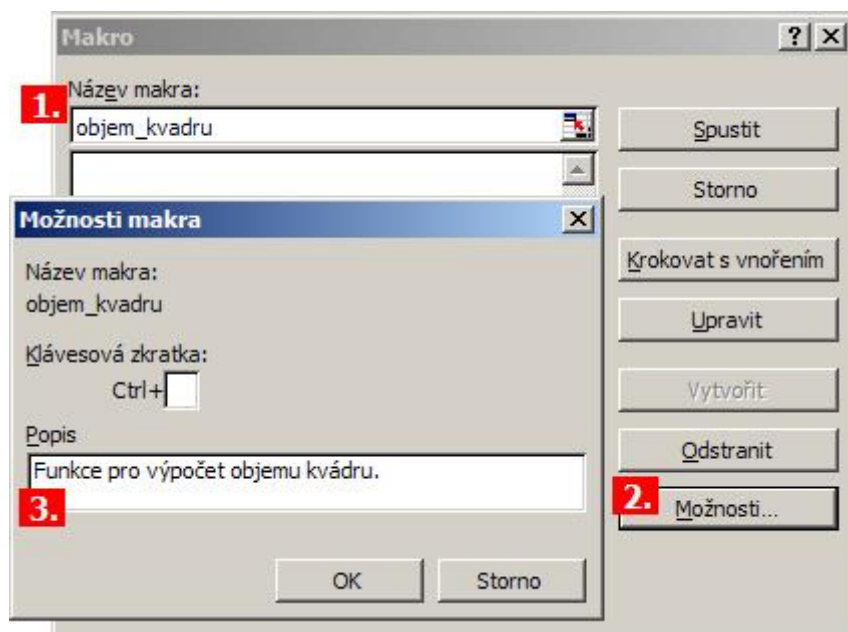 Makro
Název makra:
1.
objem_kvadru
Spustit
Storno
Možnosti makra
Název makra:
objem_kvadru
Klávesová zkratka:
Ctrl+
Popis
Funkce pro výpočet objemu kvádru.
3.
OK
Storno
Krokovat s vnořením
Upravit
Vytvořit
Odstranit
2.
Možnosti...